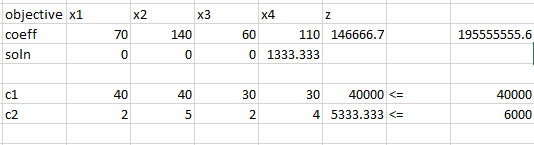 objective x1 x2 x3 x4 z
coeff 70 140 60 110 146666.7 195555555.6
soln 0 0 0 1333.333
c1 40 40 30 30 40000 <= 40000
c2 2 5 2 4 5333.333 <= 6000